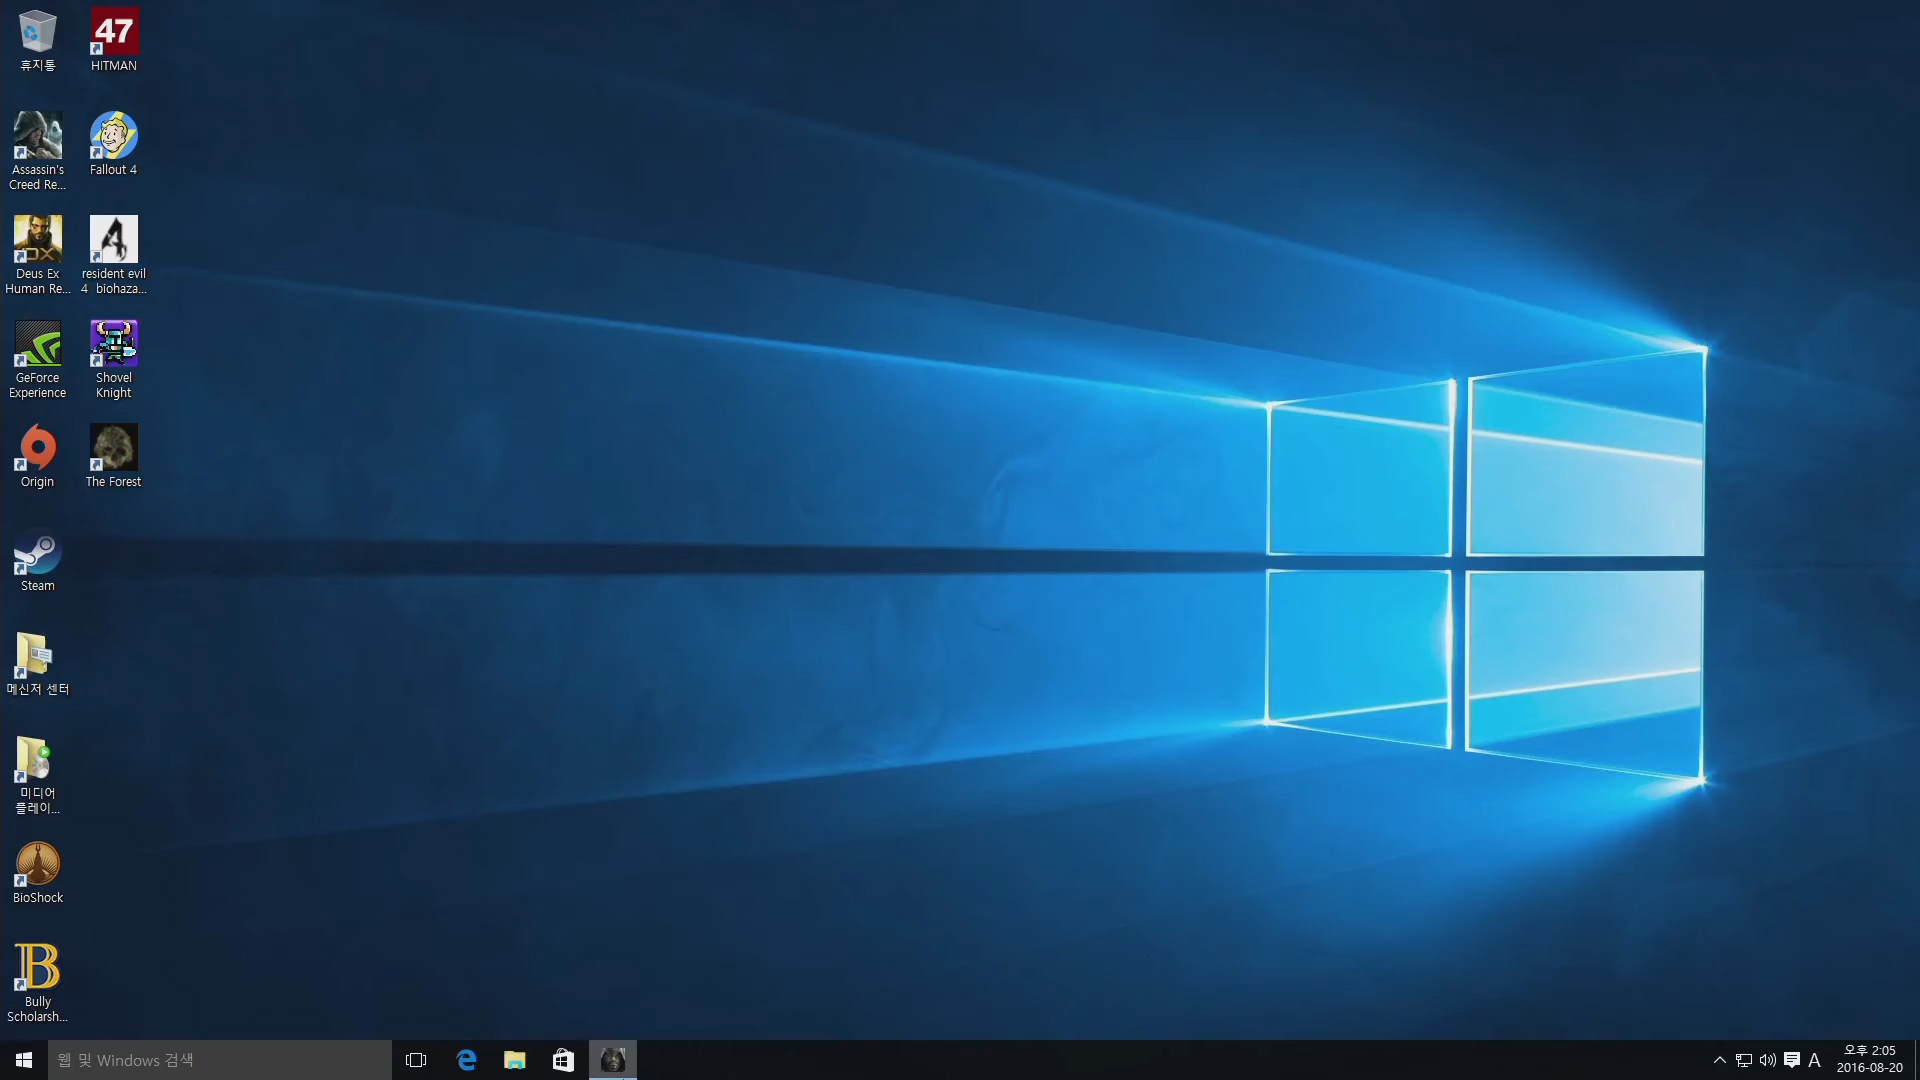 휴지통
47
HITMAN
Assassin's
Creed Re...
Fallout 4
DX
Deus Ex
Human Re...
4
resident evil
4 biohaza...
GeForce
Experience
Shovel
Knight
Origin
The Forest
Steam
메신저 센터
미디어
플레이...
BioShock
B
Bully
Scholarsh...
웹 및 Windows 검색
A
오후 2:05
2016-08-20